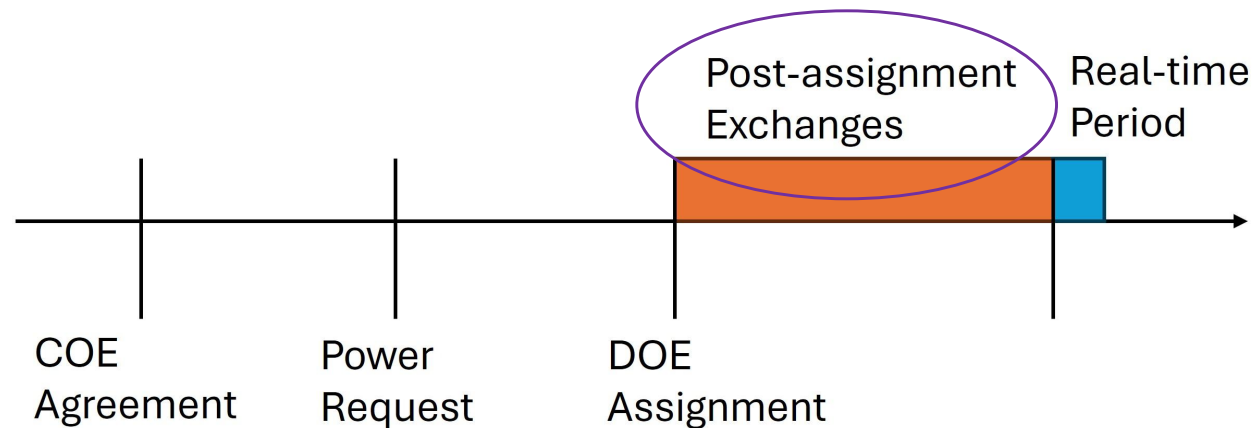 Post-assignment
Exchanges
Real-time
Period
COE
Agreement
Power
Request
DOE
Assignment